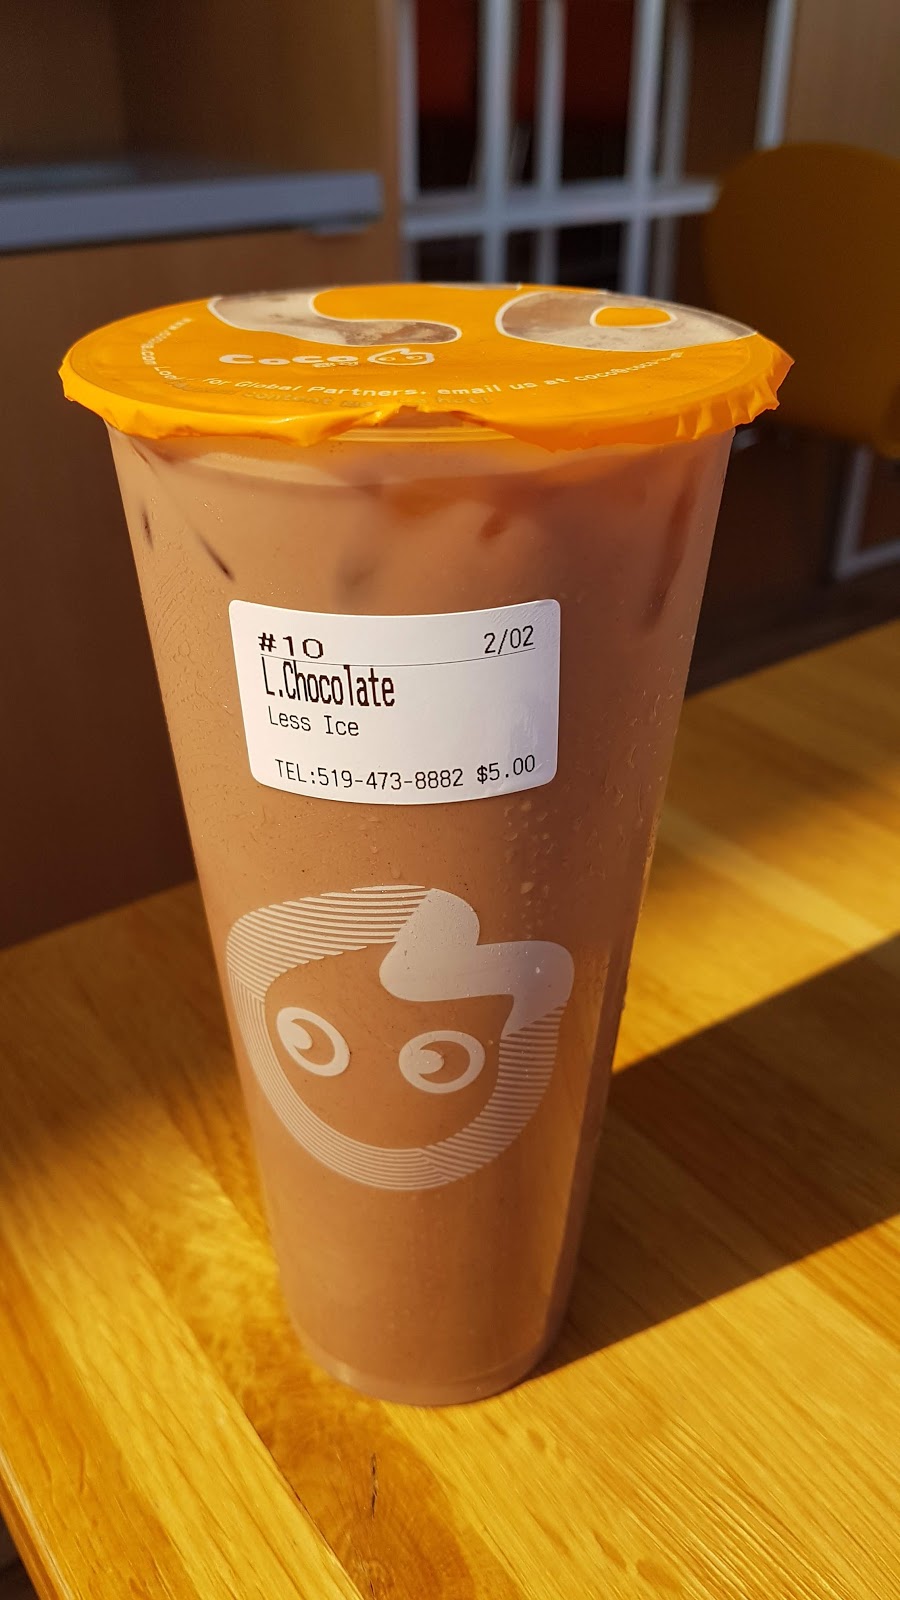 CoCo
for Global Partners, email us at
#10 2/02
L.Chocolate
Less Ice
TEL:519-473-8882 $5.00